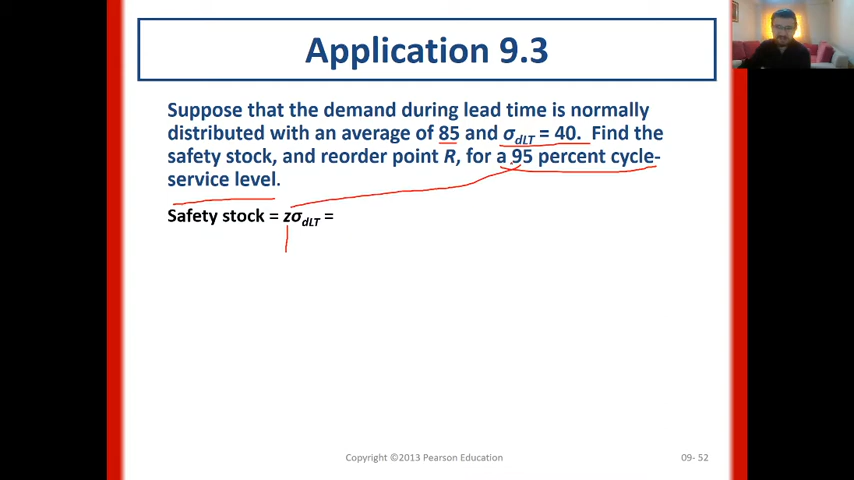 Application 9.3
Suppose that the demand during lead time is normally
distributed with an average of 85 and σdLT = 40. Find the
safety stock, and reorder point R, for a 95 percent cycle-
service level.
Safety stock = zσdLT =
Copyright ©2013 Pearson Education
09- 52